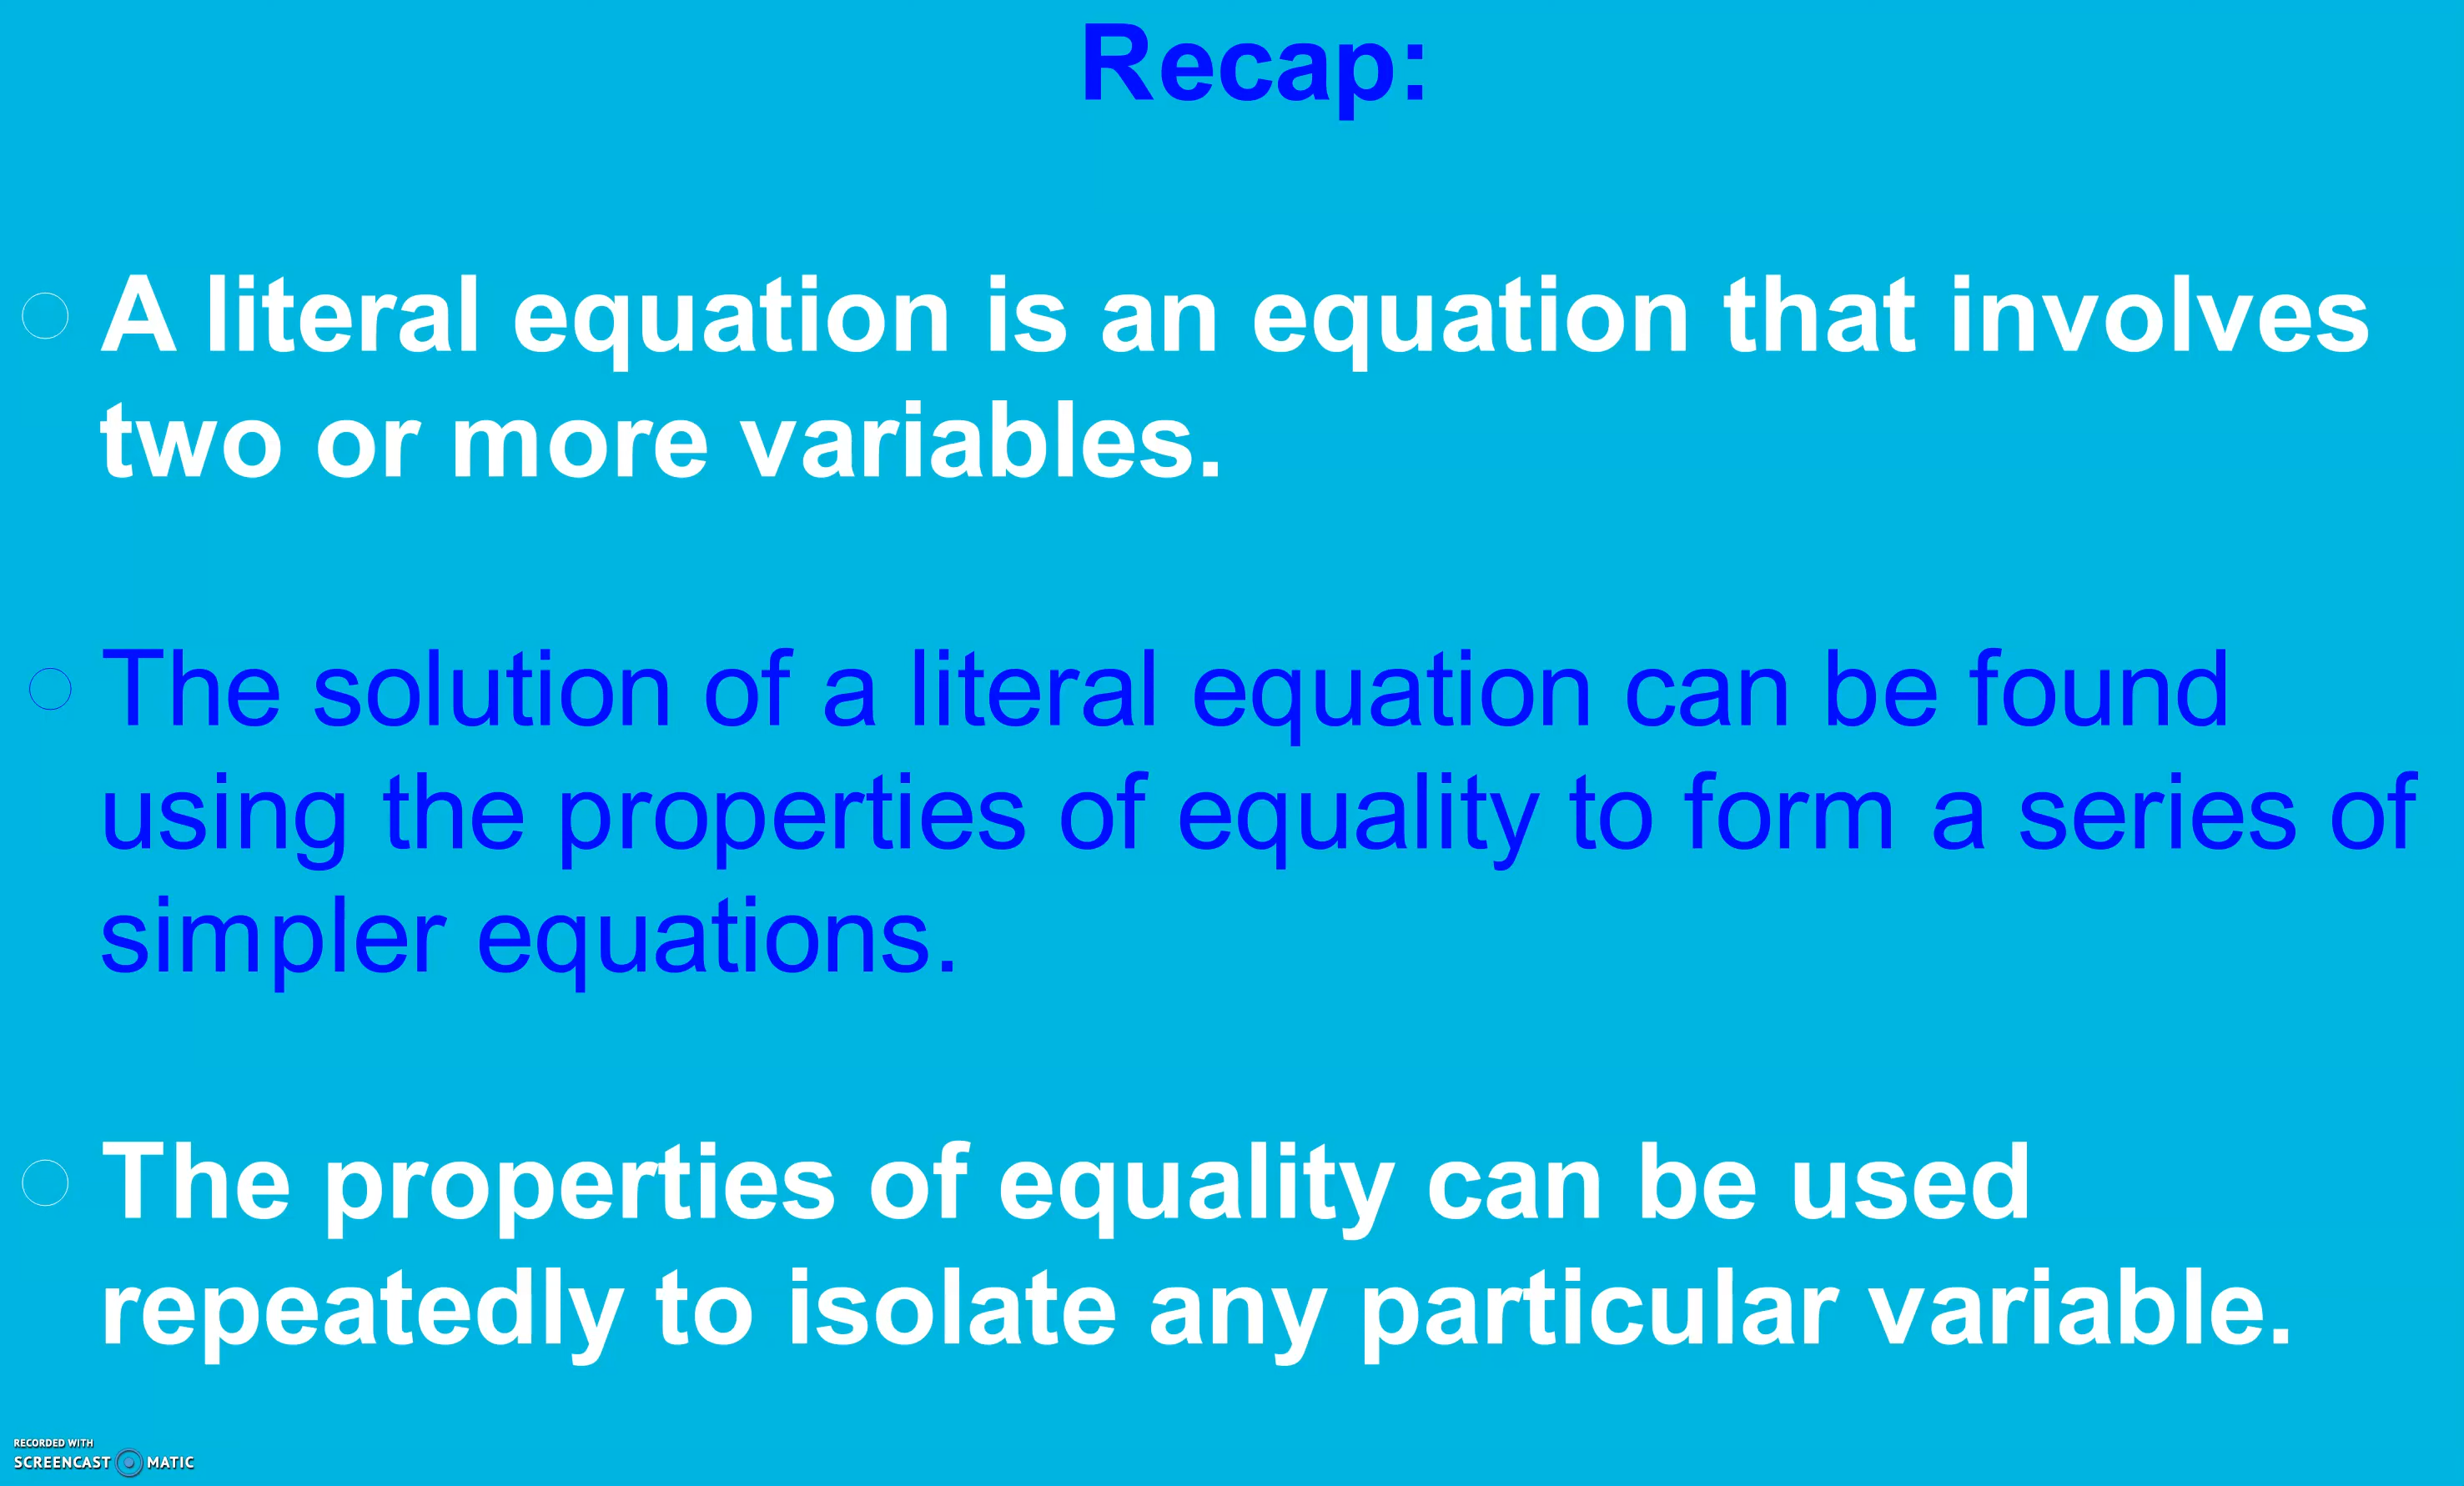 Recap:
A literal equation is an equation that involves
two or more variables.
The solution of a literal equation can be found
using the properties of equality to form a series of
simpler equations.
The properties of equality can be used
repeatedly to isolate any particular variable.
RECORDED WITH
SCREENCAST MATIC